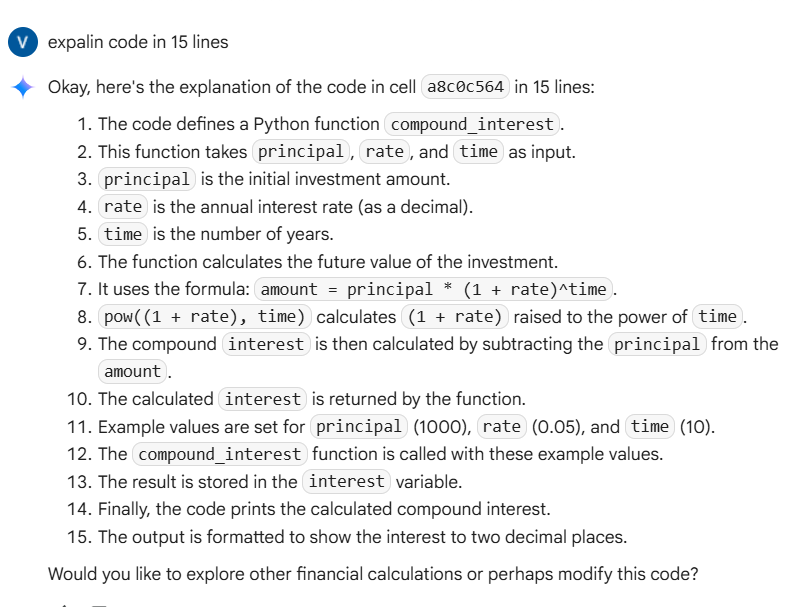 V expalin code in 15 lines
Okay, here's the explanation of the code in cell a8c0c564 in 15 lines:
1. The code defines a Python function compound_interest.
2. This function takes principal, rate, and time as input.
3. principal is the initial investment amount.
4. rate is the annual interest rate (as a decimal).
5. time is the number of years.
6. The function calculates the future value of the investment.
7. It uses the formula: amount = principal * (1 + rate)^time.
8. pow((1 + rate), time) calculates (1 + rate) raised to the power of time.
9. The compound interest is then calculated by subtracting the principal from the
amount.
10. The calculated interest is returned by the function.
11. Example values are set for principal (1000), rate (0.05), and time (10).
12. The compound_interest function is called with these example values.
13. The result is stored in the interest variable.
14. Finally, the code prints the calculated compound interest.
15. The output is formatted to show the interest to two decimal places.
Would you like to explore other financial calculations or perhaps modify this code?